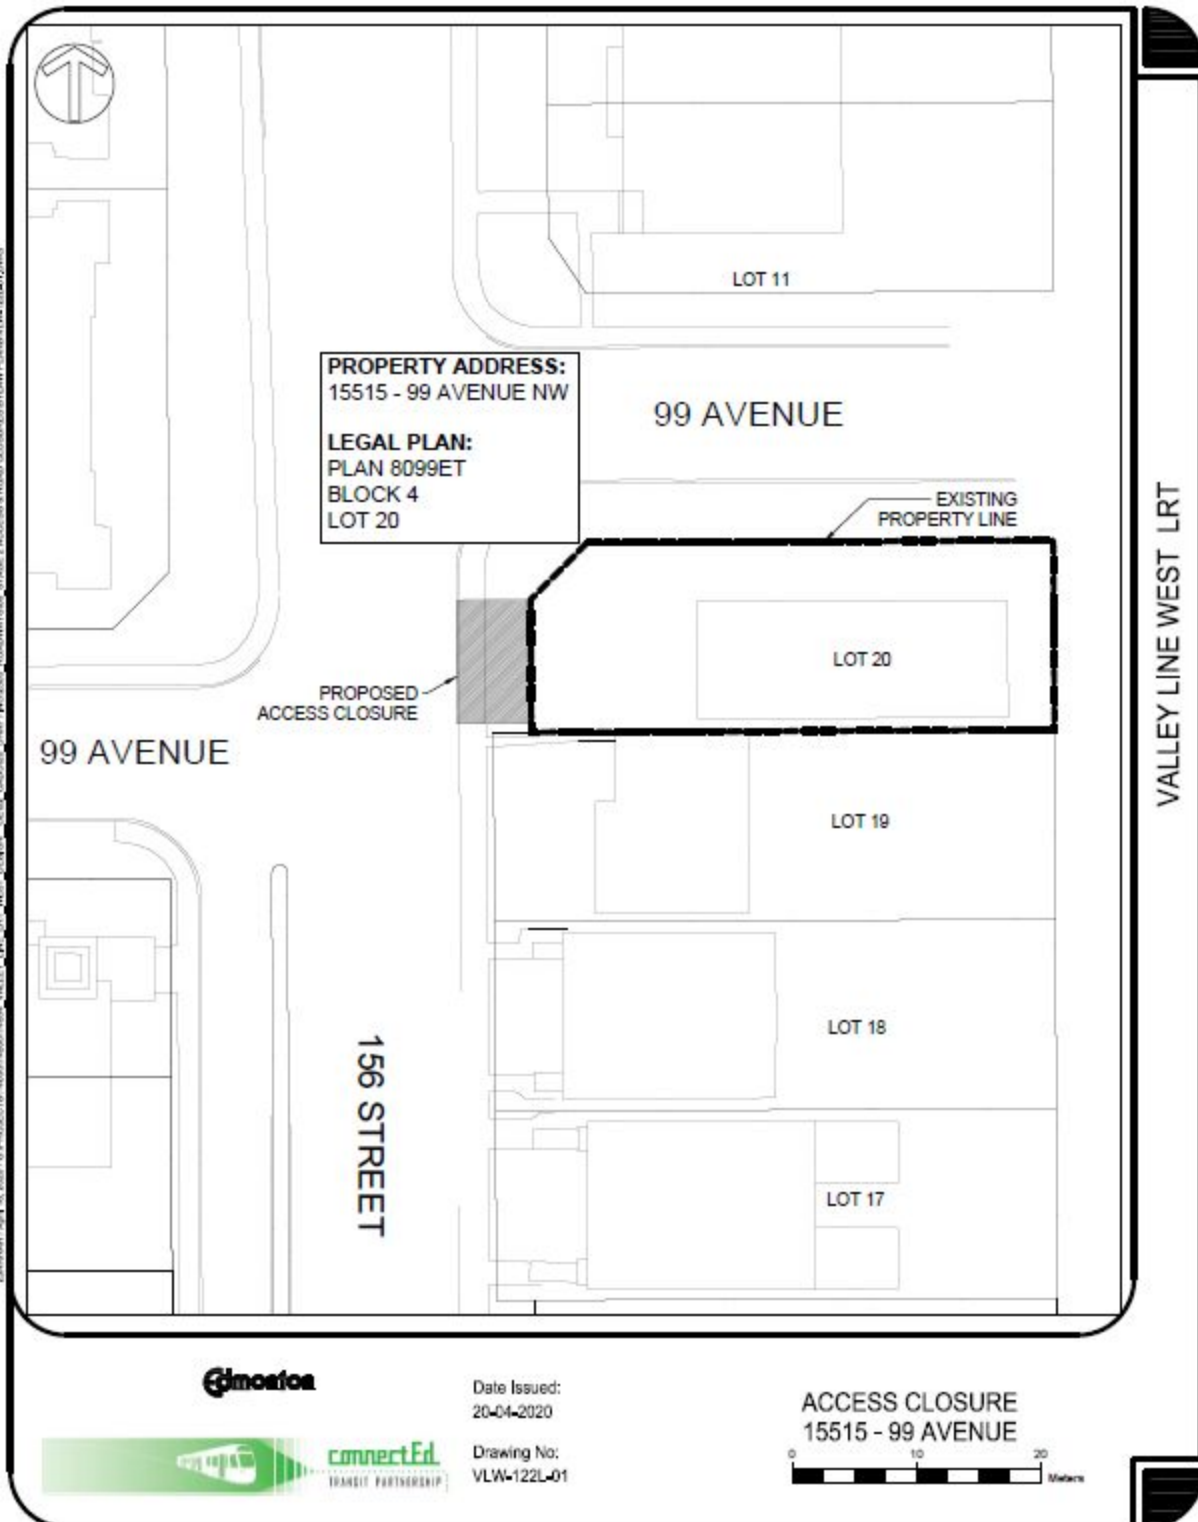 LOT 11
PROPERTY ADDRESS:
15515 - 99 AVENUE NW
LEGAL PLAN:
PLAN 8099ET
BLOCK 4
LOT 20
99 AVENUE
EXISTING
PROPERTY LINE
LOT 20
PROPOSED
ACCESS CLOSURE
99 AVENUE
LOT 19
LOT 18
156 STREET
LOT 17
VALLEY LINE WEST LRT
Edmonton
connectEd
TRANSIT PARTNERSHIP
Date Issued:
20-04-2020
Drawing No:
VLW-122L-01
ACCESS CLOSURE
15515 - 99 AVENUE
0 10 20
Meters